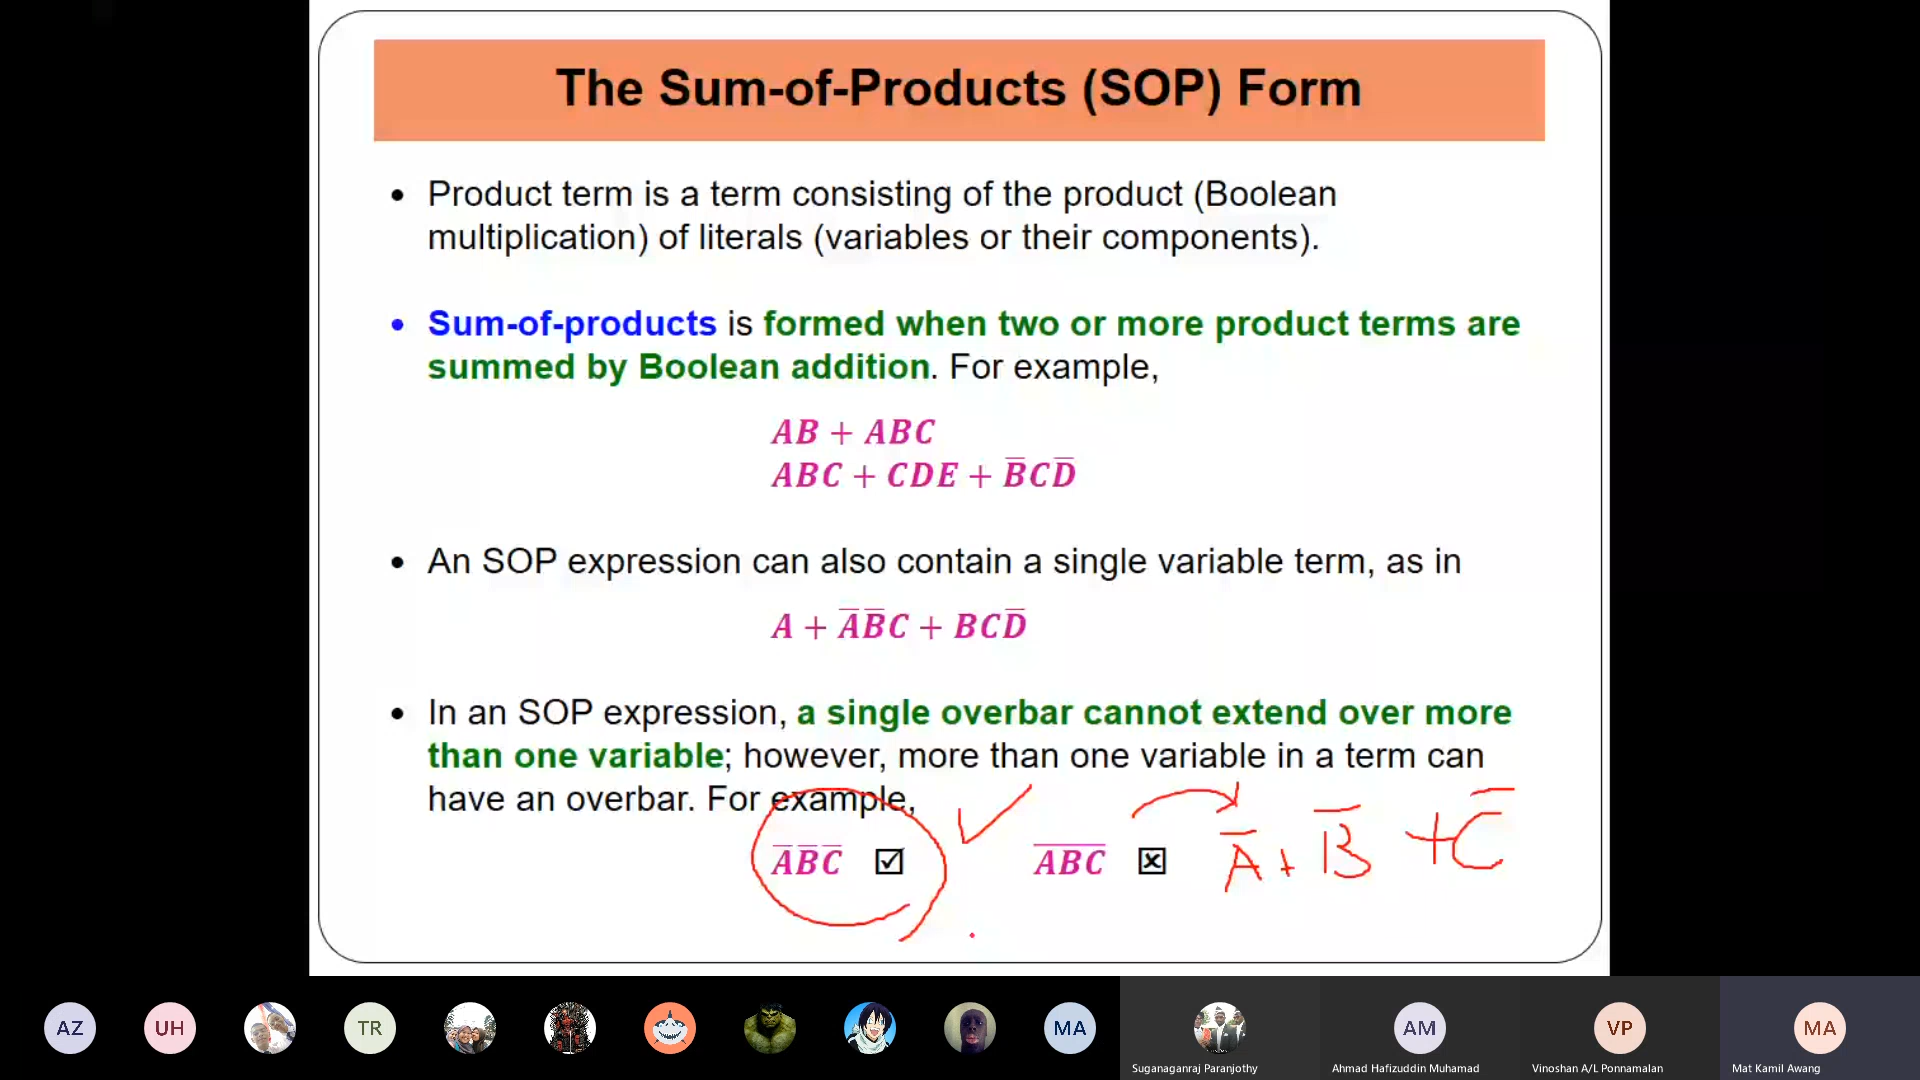 The Sum-of-Products (SOP) Form
• Product term is a term consisting of the product (Boolean
multiplication) of literals (variables or their components).
• Sum-of-products is formed when two or more product terms are
summed by Boolean addition. For example,
AB + ABC
ABC + CDE + B̅CD̅
• An SOP expression can also contain a single variable term, as in
A + A̅B̅C + BCD̅
• In an SOP expression, a single overbar cannot extend over more
than one variable; however, more than one variable in a term can
have an overbar. For example,
A̅B̅C̅ ☑ ✓ A̅B̅C̅ ☒ A̅ + B̅ + C̅
AZ UH TR MA AM VP MA
Suganaganraj Paranjothy Ahmad Hafizuddin Muhamad Vinoshan A/L Ponnamalan Mat Kamil Awang